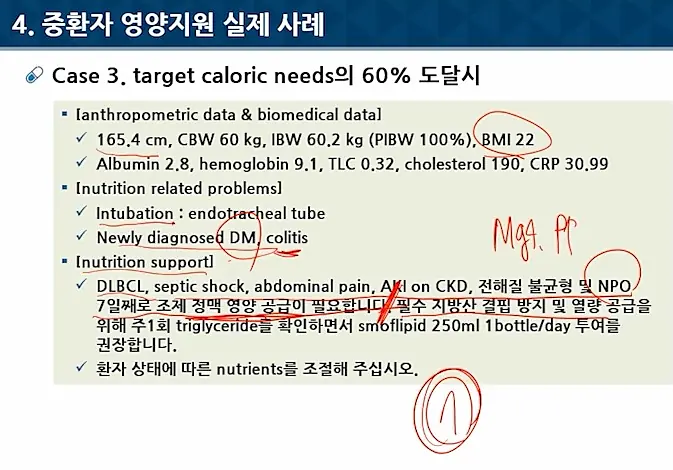 4. 중환자 영양지원 실제 사례
Case 3. target caloric needs의 60% 도달시
▪ [anthropometric data & biomedical data]
✓ 165.4 cm, CBW 60 kg, IBW 60.2 kg (PIBW 100%), BMI 22
✓ Albumin 2.8, hemoglobin 9.1, TLC 0.32, cholesterol 190, CRP 30.99
▪ [nutrition related problems]
✓ Intubation : endotracheal tube
✓ Newly diagnosed DM, colitis
▪ [nutrition support]
✓ DLBCL, septic shock, abdominal pain, AKI on CKD, 전해질 불균형 및 NPO
7일째로 조제 정맥 영양 공급이 필요합니다. 필수 지방산 결핍 방지 및 열량 공급을
위해 주1회 triglyceride를 확인하면서 smoflipid 250ml 1bottle/day 투여를
권장합니다.
✓ 환자 상태에 따른 nutrients를 조절해 주십시오.
1